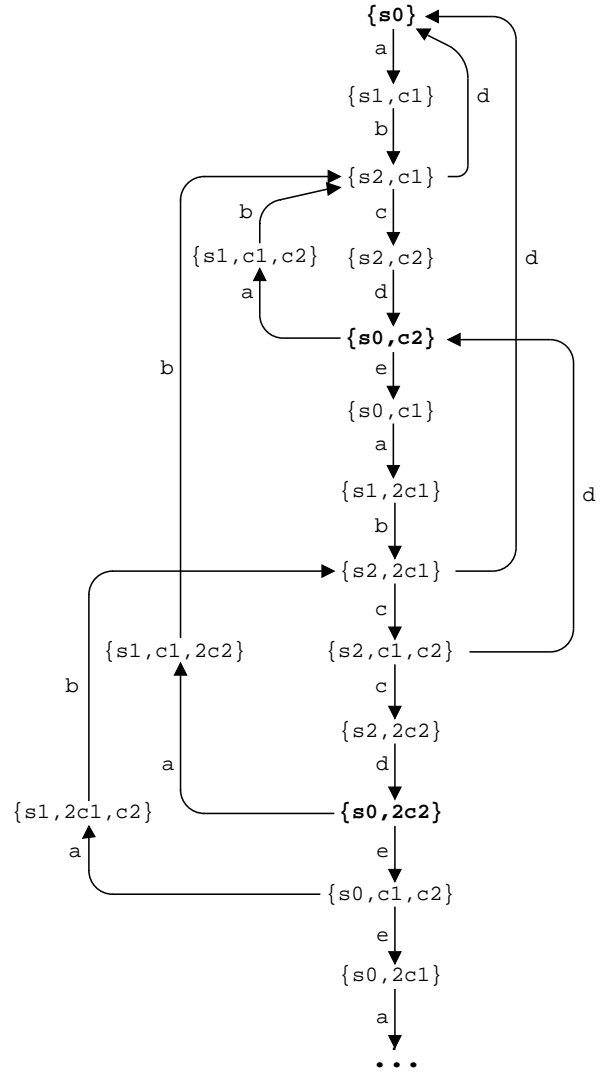 {s0}
a
{s1,c1}
d
b
{s2,c1}
b
c
{s1,c1,c2}
{s2,c2}
d
a
d
{s0,c2}
b
e
{s0,c1}
a
d
{s1,2c1}
b
{s2,2c1}
c
{s1,c1,2c2}
{s2,c1,c2}
b
c
{s2,2c2}
a
d
{s1,2c1,c2}
{s0,2c2}
a
e
{s0,c1,c2}
e
{s0,2c1}
a
...